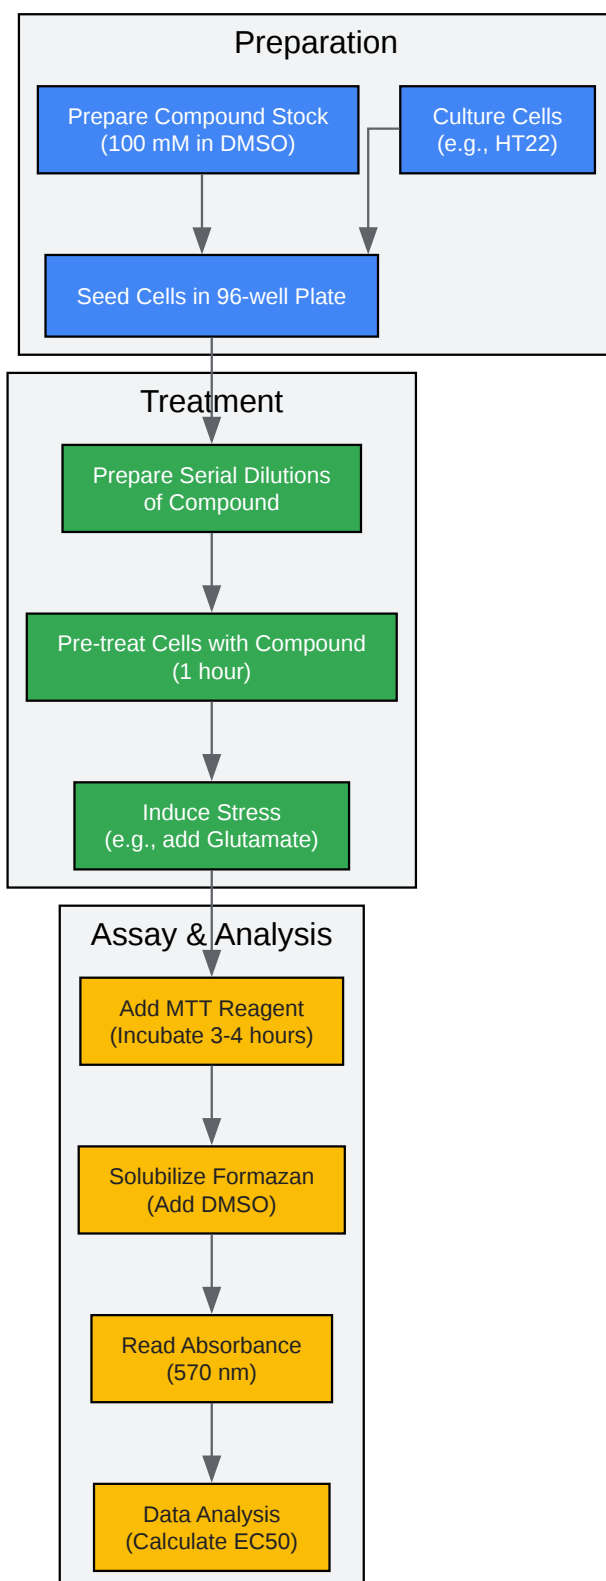 Preparation
Prepare Compound Stock
(100 mM in DMSO)
Culture Cells
(e.g., HT22)
Seed Cells in 96-well Plate
Treatment
Prepare Serial Dilutions
of Compound
Pre-treat Cells with Compound
(1 hour)
Induce Stress
(e.g., add Glutamate)
Assay & Analysis
Add MTT Reagent
(Incubate 3-4 hours)
Solubilize Formazan
(Add DMSO)
Read Absorbance
(570 nm)
Data Analysis
(Calculate EC50)